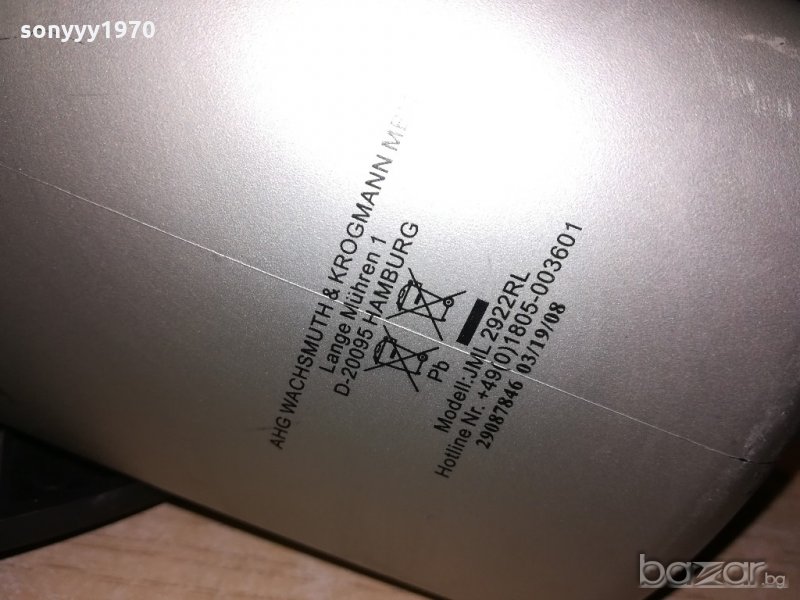 sonyyy1970
AHG WACHSMUTH & KROGMANN
Lange Mühren 1
D-20095 HAMBURG
Pb
Modell:JML 2922RL
Hotline Nr. +49(0)1805-003601
29087846 03/19/08
bazar.bg